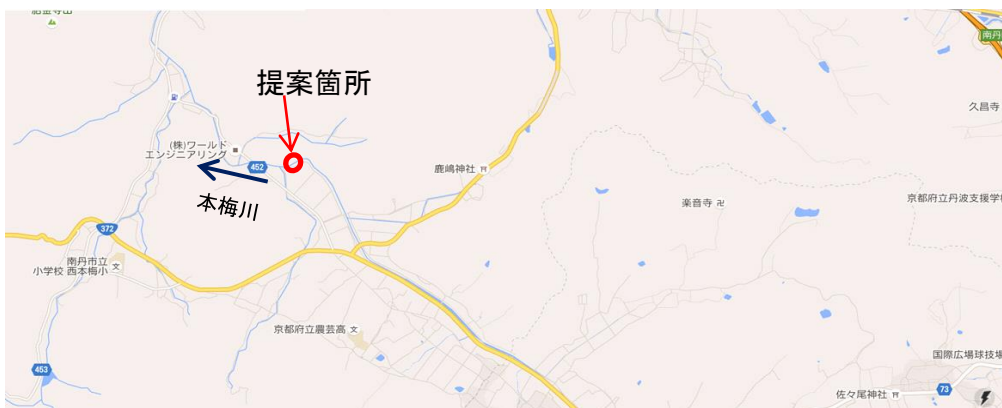 南丹
久昌寺
提案箇所
(株)ワールド
エンジニアリング
452
本梅川
鹿嶋神社
楽音寺
京都府立丹波支援学
372
南丹市立
小学校 西本梅小
京都府立農芸高
453
国際広場球技場
73
佐々尾神社